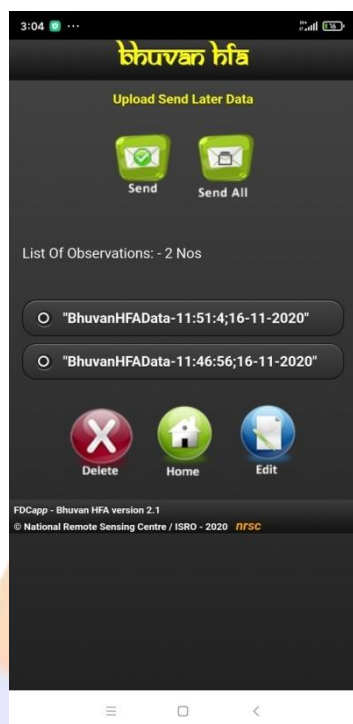 3:04
bhuvan hfa
Upload Send Later Data
Send Send All
List Of Observations: - 2 Nos
"BhuvanHFAData-11:51:4;16-11-2020"
"BhuvanHFAData-11:46:56;16-11-2020"
Delete Home Edit
FDCapp - Bhuvan HFA version 2.1
© National Remote Sensing Centre / ISRO - 2020 nrsc